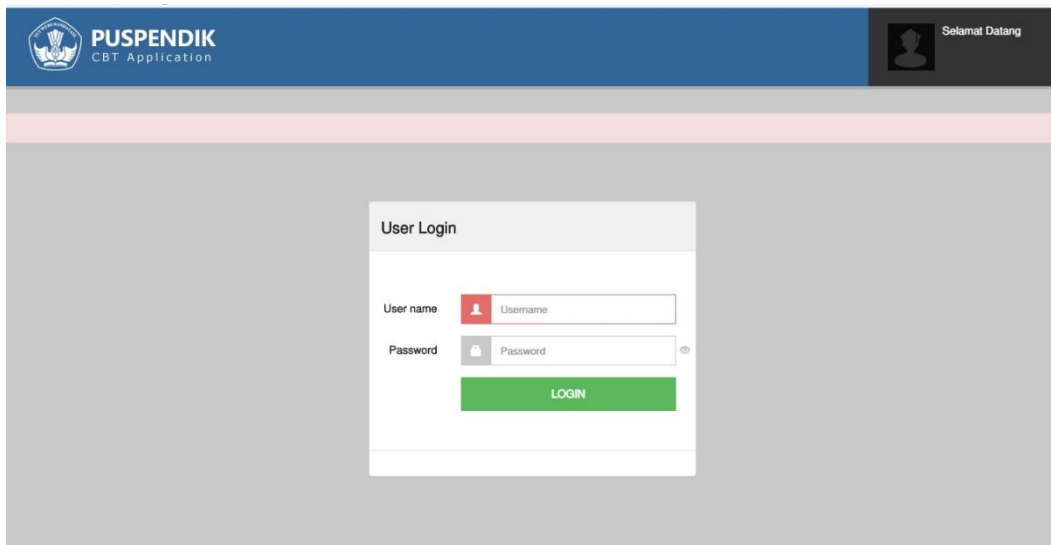 PUSPENDIK
CBT Application
Selamat Datang
User Login
User name
Username
Password
Password
LOGIN